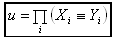 u = ∏_i (X_i ≡ Y_i)